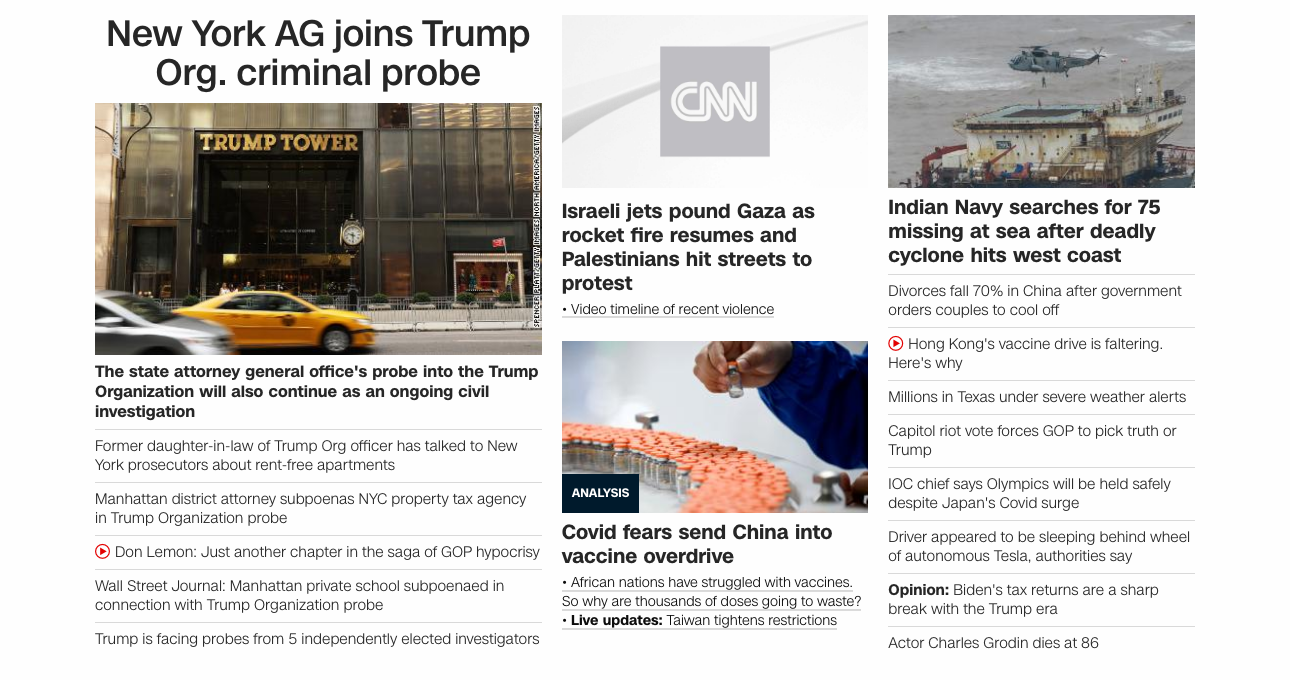 New York AG joins Trump
Org. criminal probe
TRUMP TOWER
SPENCER PLATT/GETTY IMAGES NORTH AMERICA/GETTY IMAGES
The state attorney general office's probe into the Trump
Organization will also continue as an ongoing civil
investigation
Former daughter-in-law of Trump Org officer has talked to New
York prosecutors about rent-free apartments
Manhattan district attorney subpoenas NYC property tax agency
in Trump Organization probe
Don Lemon: Just another chapter in the saga of GOP hypocrisy
Wall Street Journal: Manhattan private school subpoenaed in
connection with Trump Organization probe
Trump is facing probes from 5 independently elected investigators
CNN
Israeli jets pound Gaza as
rocket fire resumes and
Palestinians hit streets to
protest
• Video timeline of recent violence
ANALYSIS
Covid fears send China into
vaccine overdrive
• African nations have struggled with vaccines.
So why are thousands of doses going to waste?
• Live updates: Taiwan tightens restrictions
Indian Navy searches for 75
missing at sea after deadly
cyclone hits west coast
Divorces fall 70% in China after government
orders couples to cool off
Hong Kong's vaccine drive is faltering.
Here's why
Millions in Texas under severe weather alerts
Capitol riot vote forces GOP to pick truth or
Trump
IOC chief says Olympics will be held safely
despite Japan's Covid surge
Driver appeared to be sleeping behind wheel
of autonomous Tesla, authorities say
Opinion: Biden's tax returns are a sharp
break with the Trump era
Actor Charles Grodin dies at 86